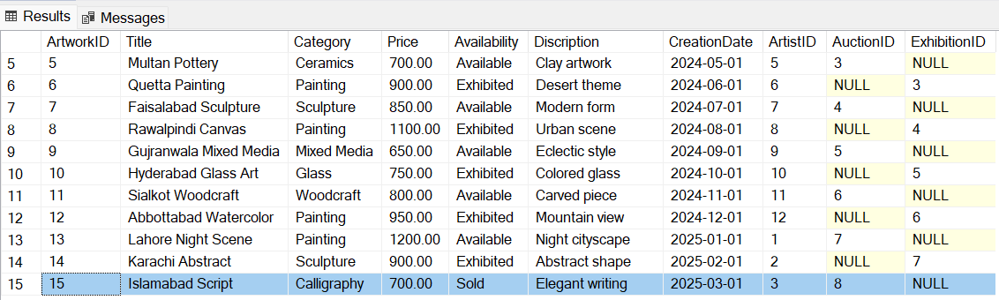 Results Messages
ArtworkID Title Category Price Availability Discription CreationDate ArtistID AuctionID ExhibitionID
5 5 Multan Pottery Ceramics 700.00 Available Clay artwork 2024-05-01 5 3 NULL
6 6 Quetta Painting Painting 900.00 Exhibited Desert theme 2024-06-01 6 NULL 3
7 7 Faisalabad Sculpture Sculpture 850.00 Available Modern form 2024-07-01 7 4 NULL
8 8 Rawalpindi Canvas Painting 1100.00 Exhibited Urban scene 2024-08-01 8 NULL 4
9 9 Gujranwala Mixed Media Mixed Media 650.00 Available Eclectic style 2024-09-01 9 5 NULL
10 10 Hyderabad Glass Art Glass 750.00 Exhibited Colored glass 2024-10-01 10 NULL 5
11 11 Sialkot Woodcraft Woodcraft 800.00 Available Carved piece 2024-11-01 11 6 NULL
12 12 Abbottabad Watercolor Painting 950.00 Exhibited Mountain view 2024-12-01 12 NULL 6
13 13 Lahore Night Scene Painting 1200.00 Available Night cityscape 2025-01-01 1 7 NULL
14 14 Karachi Abstract Sculpture 900.00 Exhibited Abstract shape 2025-02-01 2 NULL 7
15 15 Islamabad Script Calligraphy 700.00 Sold Elegant writing 2025-03-01 3 8 NULL